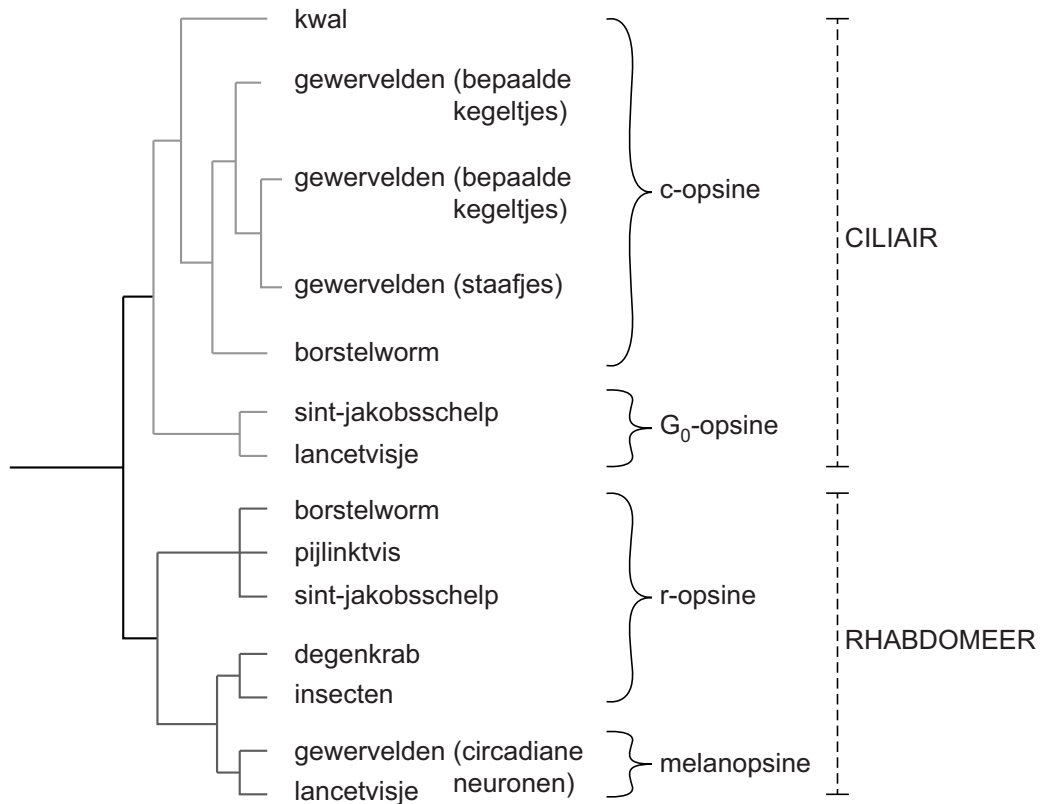 kwal
gewervelden (bepaalde
kegeltjes)
gewervelden (bepaalde
kegeltjes)
c-opsine
CILIAIR
gewervelden (staafjes)
borstelworm
sint-jakobsschelp
G0-opsine
lancetvisje
borstelworm
pijlinktvis
sint-jakobsschelp
r-opsine
RHABDOMEER
degenkrab
insecten
gewervelden (circadiane
neuronen)
melanopsine
lancetvisje